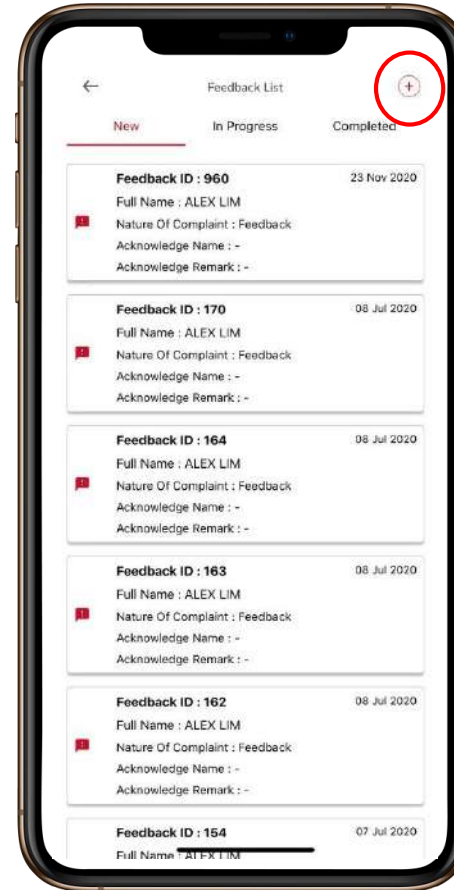 ← Feedback List +
New In Progress Completed
Feedback ID : 960 23 Nov 2020
Full Name : ALEX LIM
Nature Of Complaint : Feedback
Acknowledge Name : -
Acknowledge Remark : -
Feedback ID : 170 08 Jul 2020
Full Name : ALEX LIM
Nature Of Complaint : Feedback
Acknowledge Name : -
Acknowledge Remark : -
Feedback ID : 164 08 Jul 2020
Full Name : ALEX LIM
Nature Of Complaint : Feedback
Acknowledge Name : -
Acknowledge Remark : -
Feedback ID : 163 08 Jul 2020
Full Name : ALEX LIM
Nature Of Complaint : Feedback
Acknowledge Name : -
Acknowledge Remark : -
Feedback ID : 162 08 Jul 2020
Full Name : ALEX LIM
Nature Of Complaint : Feedback
Acknowledge Name : -
Acknowledge Remark : -
Feedback ID : 154 07 Jul 2020
Full Name : ALEX LIM